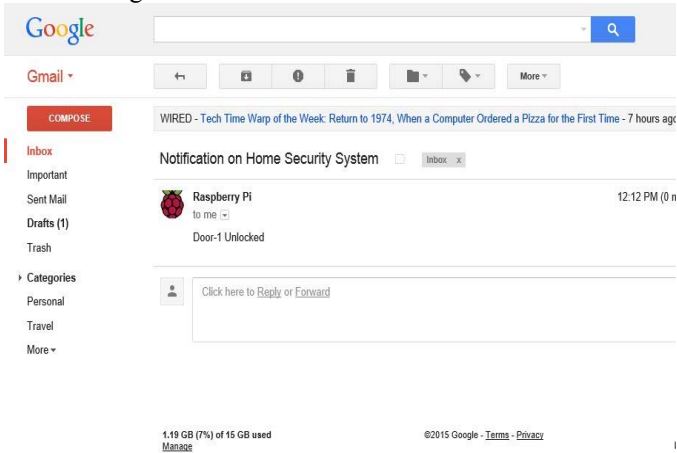 Google
Gmail
More
COMPOSE
WIRED - Tech Time Warp of the Week: Return to 1974, When a Computer Ordered a Pizza for the First Time - 7 hours ago
Inbox
Notification on Home Security System Inbox x
Important
Sent Mail
Raspberry Pi 12:12 PM (0 m
to me
Drafts (1)
Door-1 Unlocked
Trash
Categories
Click here to Reply or Forward
Personal
Travel
More
1.19 GB (7%) of 15 GB used ©2015 Google - Terms - Privacy
Manage